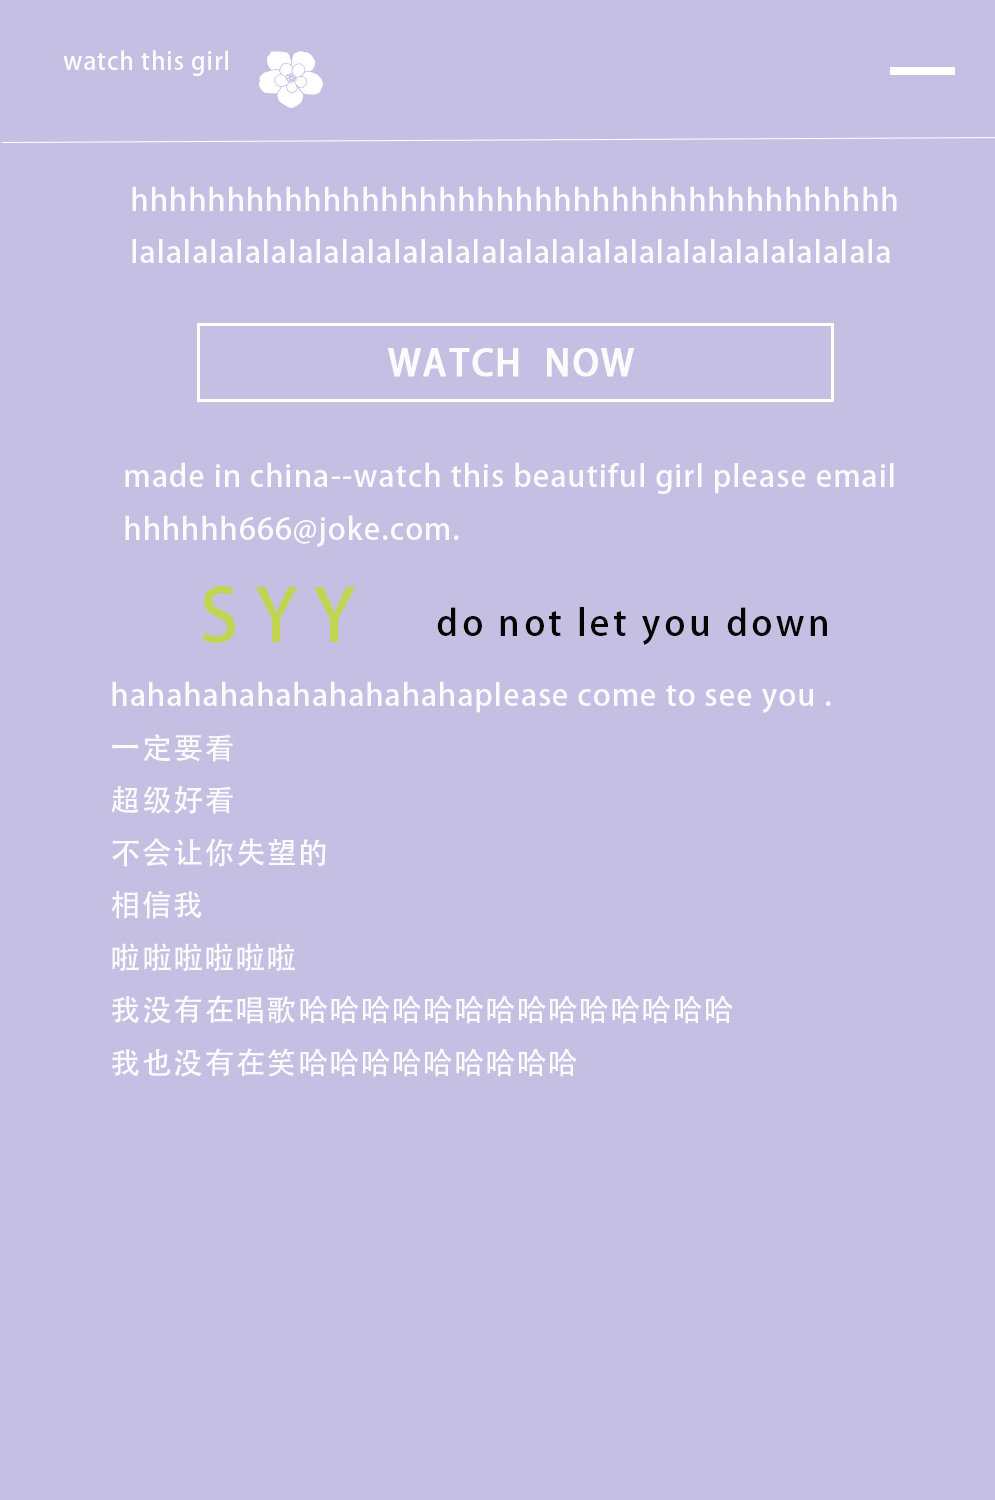 watch this girl
hhhhhhhhhhhhhhhhhhhhhhhhhhhhhhhhhhhhhhhh
lalalalalalalalalalalalalalalalalalalalalalalalalalalalala
WATCH NOW
made in china--watch this beautiful girl please email
hhhhhh666@joke.com.
SYY do not let you down
hahahahahahahahahahaplease come to see you .
一定要看
超级好看
不会让你失望的
相信我
啦啦啦啦啦啦
我没有在唱歌哈哈哈哈哈哈哈哈哈哈哈哈哈哈
我也没有在笑哈哈哈哈哈哈哈哈哈